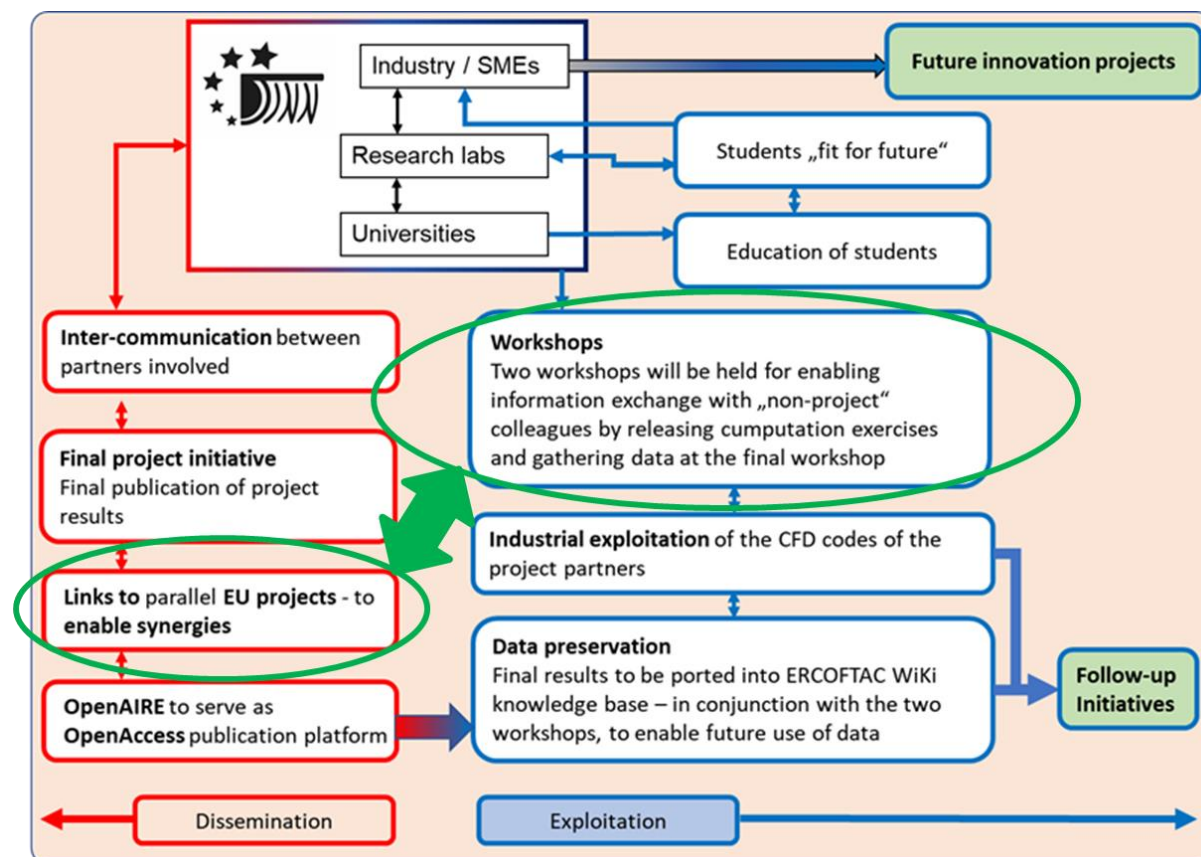 Industry / SMEs
Future innovation projects
Research labs
Students „fit for future“
Universities
Education of students
Inter-communication between
partners involved
Final project initiative
Final publication of project
results
Links to parallel EU projects - to
enable synergies
OpenAIRE to serve as
OpenAccess publication platform
Workshops
Two workshops will be held for enabling
information exchange with „non-project“
colleagues by releasing cumputation exercises
and gathering data at the final workshop
Industrial exploitation of the CFD codes of the
project partners
Data preservation
Final results to be ported into ERCOFTAC WiKi
knowledge base – in conjunction with the two
workshops, to enable future use of data
Follow-up
Initiatives
Dissemination
Exploitation